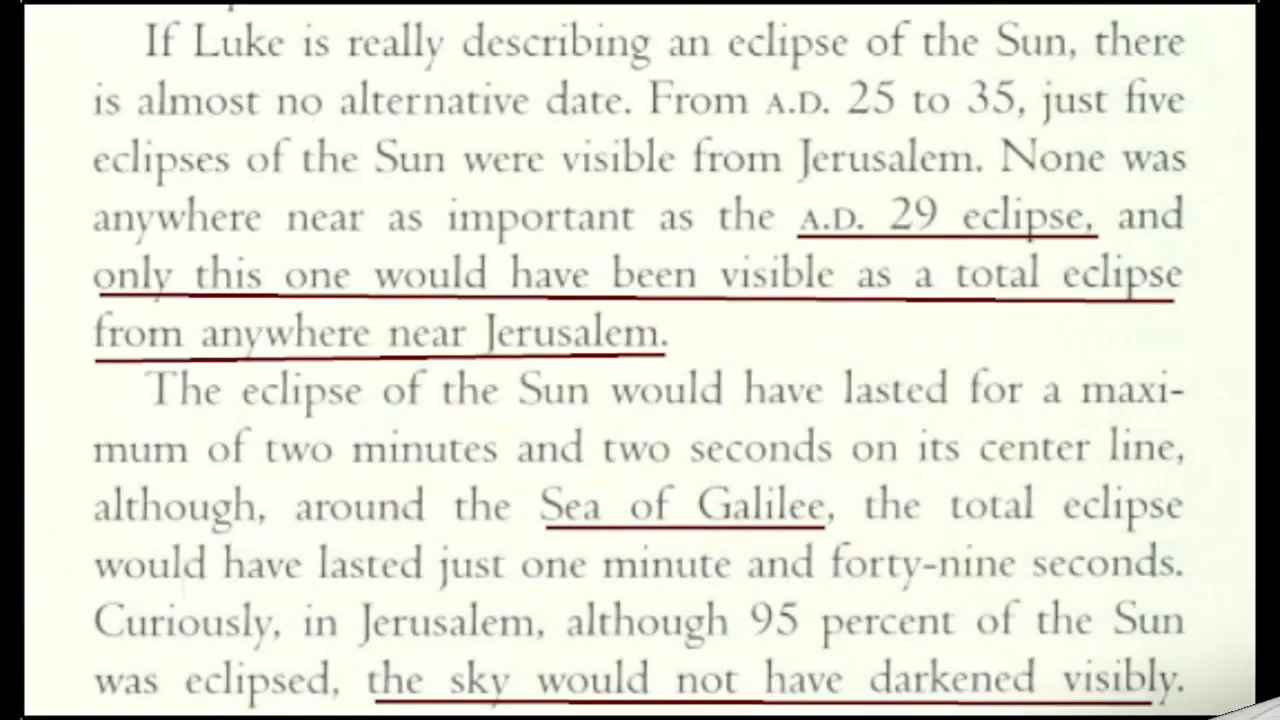 If Luke is really describing an eclipse of the Sun, there
is almost no alternative date. From A.D. 25 to 35, just five
eclipses of the Sun were visible from Jerusalem. None was
anywhere near as important as the A.D. 29 eclipse, and
only this one would have been visible as a total eclipse
from anywhere near Jerusalem.
The eclipse of the Sun would have lasted for a maxi-
mum of two minutes and two seconds on its center line,
although, around the Sea of Galilee, the total eclipse
would have lasted just one minute and forty-nine seconds.
Curiously, in Jerusalem, although 95 percent of the Sun
was eclipsed, the sky would not have darkened visibly.